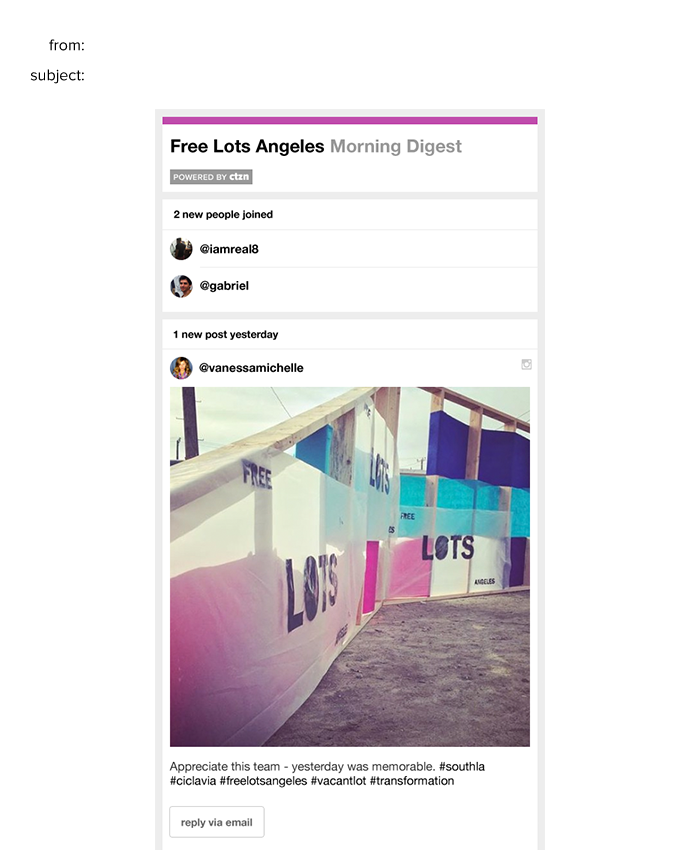 from:
subject:
Free Lots Angeles Morning Digest
POWERED BY ctzn
2 new people joined
@iamreal8
@gabriel
1 new post yesterday
@vanessamichelle
FREE
LOTS
FREE
LOTS
ANGELES
LOTS
ANGELES
Appreciate this team - yesterday was memorable. #southla
#ciclavia #freelotsangeles #vacantlot #transformation
reply via email